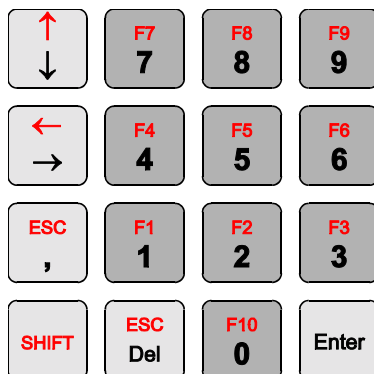 ↑ F7 F8 F9
↓ 7 8 9
← F4 F5 F6
→ 4 5 6
ESC F1 F2 F3
, 1 2 3
SHIFT ESC F10 Enter
Del 0